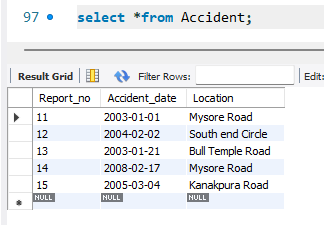 97 select *from Accident;
Result Grid Filter Rows: Edit:
Report_no Accident_date Location
11 2003-01-01 Mysore Road
12 2004-02-02 South end Circle
13 2003-01-21 Bull Temple Road
14 2008-02-17 Mysore Road
15 2005-03-04 Kanakpura Road
NULL NULL NULL